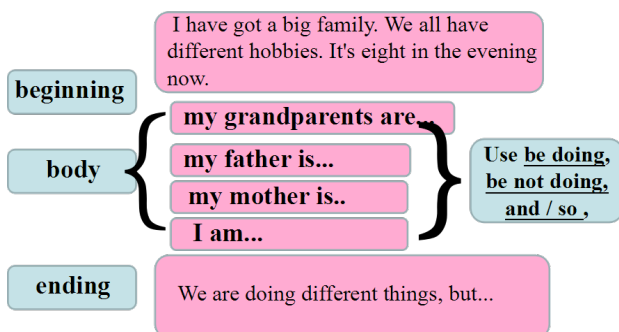 I have got a big family. We all have
different hobbies. It's eight in the evening
now.
beginning
my grandparents are...
my father is...
body
my mother is..
I am...
Use be doing,
be not doing,
and / so ,
ending
We are doing different things, but...